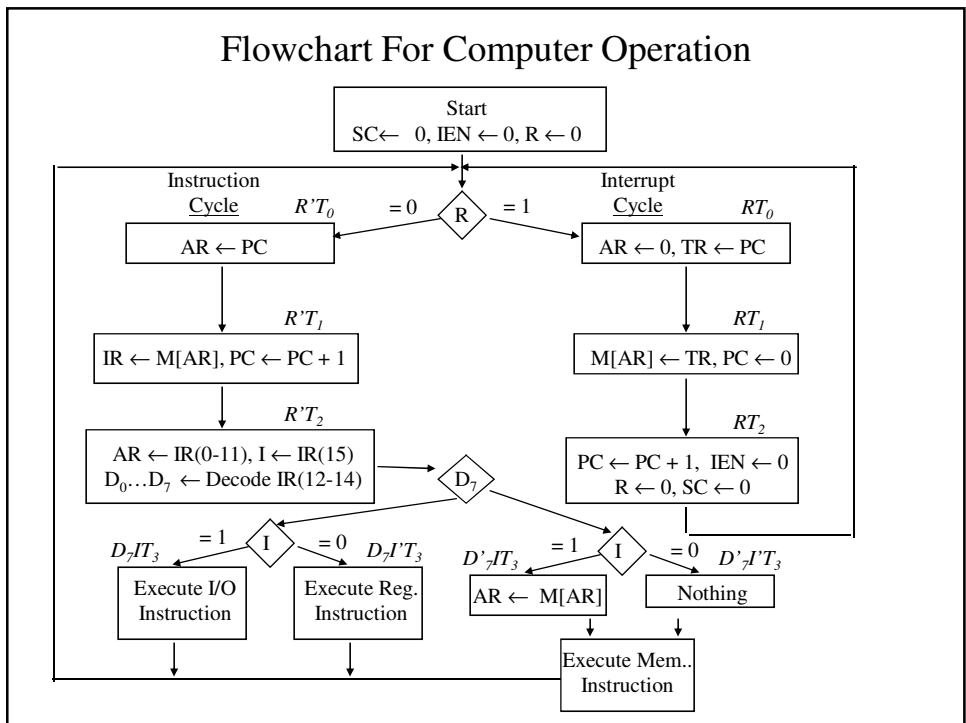 Flowchart For Computer Operation
Start
SC← 0, IEN ← 0, R ← 0
Instruction
Cycle
R’T0
= 0
R
= 1
Interrupt
Cycle
RT0
AR ← PC
AR ← 0, TR ← PC
R’T1
IR ← M[AR], PC ← PC + 1
RT1
M[AR] ← TR, PC ← 0
R’T2
AR ← IR(0-11), I ← IR(15)
D0…D7 ← Decode IR(12-14)
RT2
PC ← PC + 1, IEN ← 0
R ← 0, SC ← 0
D7
D7IT3
= 1
I
= 0
D7I’T3
D’7IT3
= 1
I
= 0
D’7I’T3
Execute I/O
Instruction
Execute Reg.
Instruction
AR ← M[AR]
Nothing
Execute Mem..
Instruction